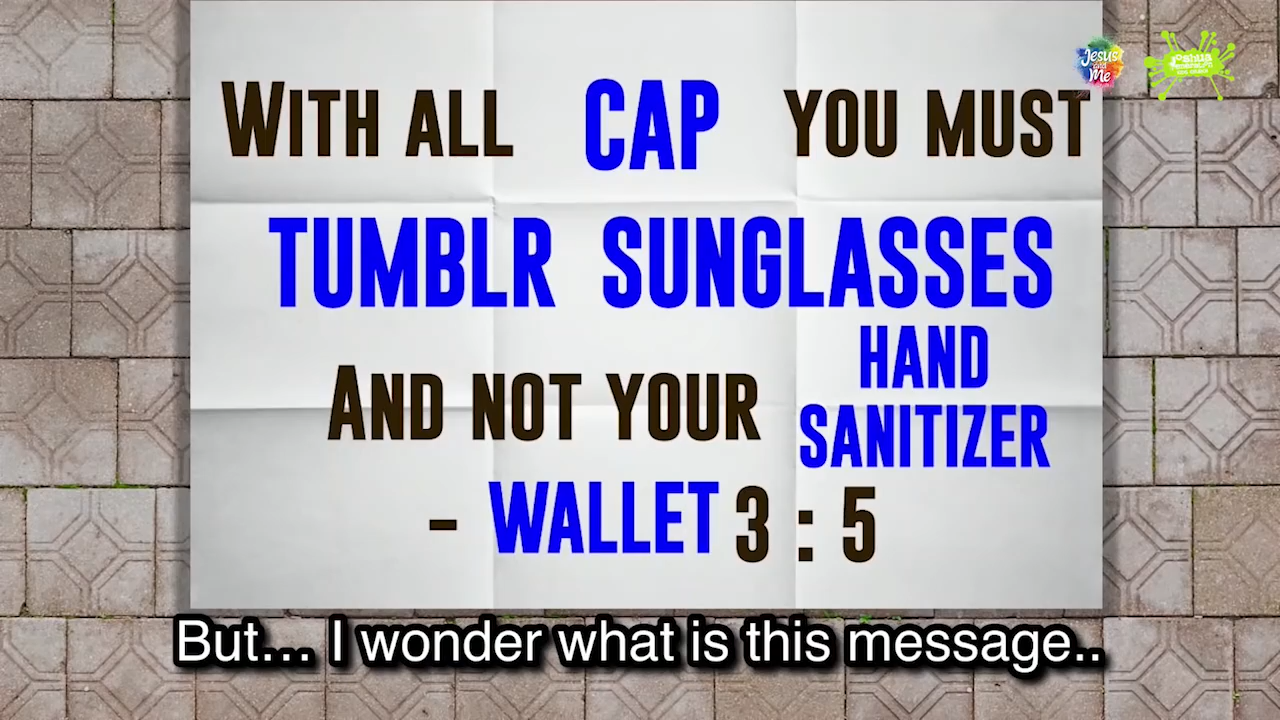 WITH ALL CAP YOU MUST
TUMBLR SUNGLASSES
AND NOT YOUR HAND SANITIZER
- WALLET 3 : 5
But... I wonder what is this message..
Jesus and Me